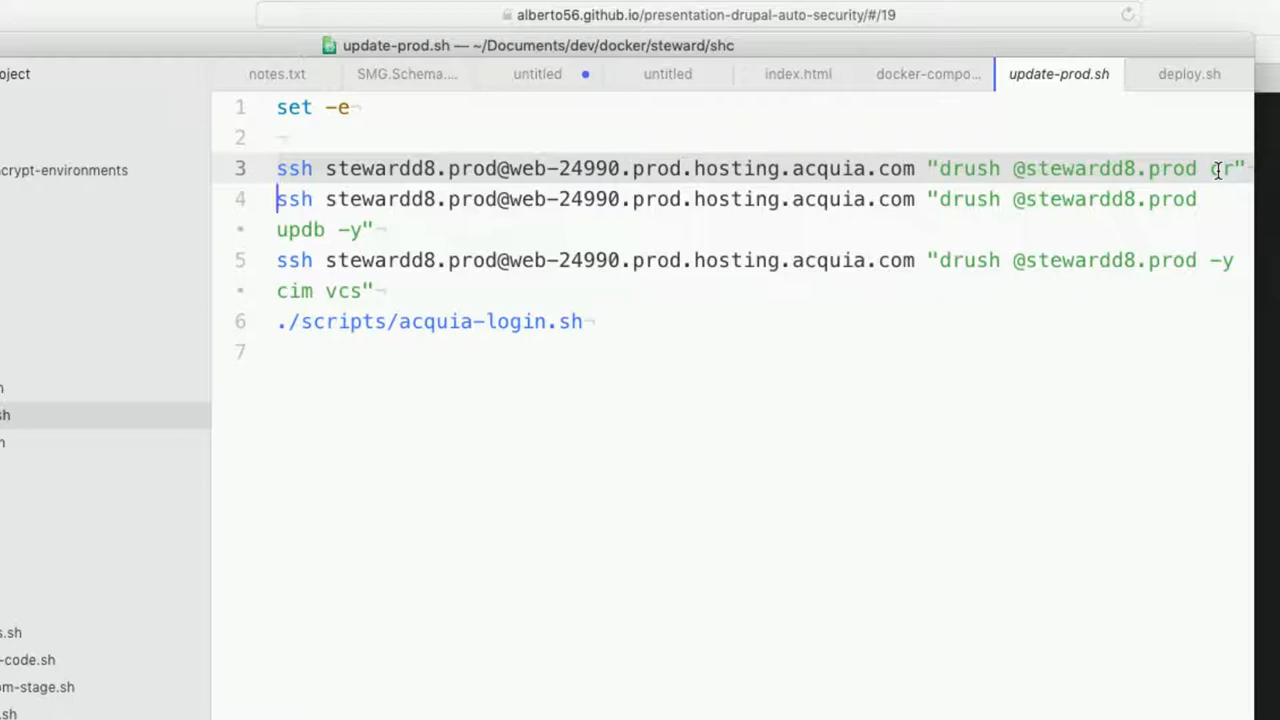 alberto56.github.io/presentation-drupal-auto-security/#/19
update-prod.sh — ~/Documents/dev/docker/steward/shc
oject
notes.txt
SMG.Schema....
untitled
untitled
index.html
docker-compo...
update-prod.sh
deploy.sh
1 set -e¬
2 ¬
crypt-environments
3 ssh stewardd8.prod@web-24990.prod.hosting.acquia.com "drush @stewardd8.prod cr"
4 ssh stewardd8.prod@web-24990.prod.hosting.acquia.com "drush @stewardd8.prod
• updb -y"¬
5 ssh stewardd8.prod@web-24990.prod.hosting.acquia.com "drush @stewardd8.prod -y
• cim vcs"¬
6 ./scripts/acquia-login.sh¬
7
h
sh
n
s.sh
-code.sh
om-stage.sh
.sh